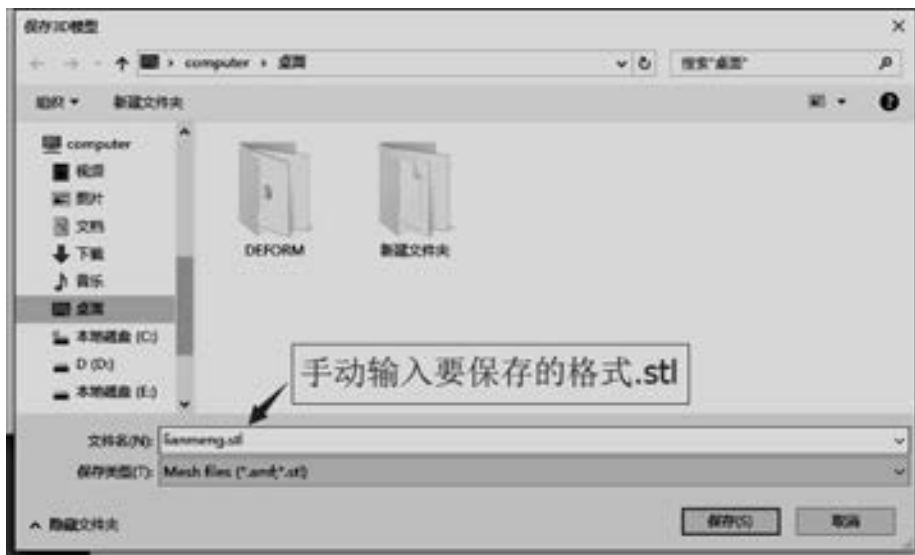 保存3D模型
computer › 桌面
搜索"桌面"
组织
新建文件夹
computer
视频
图片
文档
下载
音乐
桌面
本地磁盘 (C:)
D (D:)
本地磁盘 (E:)
DEFORM
新建文件夹
手动输入要保存的格式.stl
文件名(N): lianmeng.stl
保存类型(T): Mesh files (*.amf;*.stl)
隐藏文件夹
保存(S)
取消